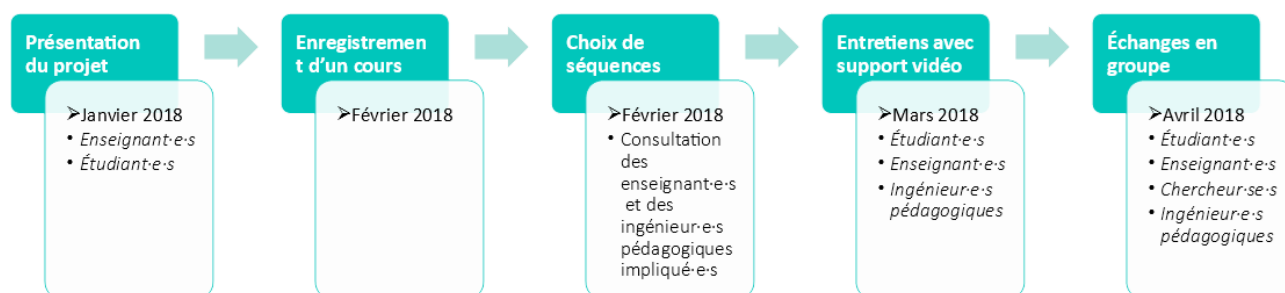 Présentation
du projet
➤Janvier 2018
• Enseignant·e·s
• Étudiant·e·s
Enregistremen
t d’un cours
➤Février 2018
Choix de
séquences
➤Février 2018
• Consultation
des
enseignant·e·s
et des
ingénieur·e·s
pédagogiques
impliqué·e·s
Entretiens avec
support vidéo
➤Mars 2018
• Étudiant·e·s
• Enseignant·e·s
• Ingénieur·e·s
pédagogiques
Échanges en
groupe
➤Avril 2018
• Étudiant·e·s
• Enseignant·e·s
• Chercheur·se·s
• Ingénieur·e·s
pédagogiques